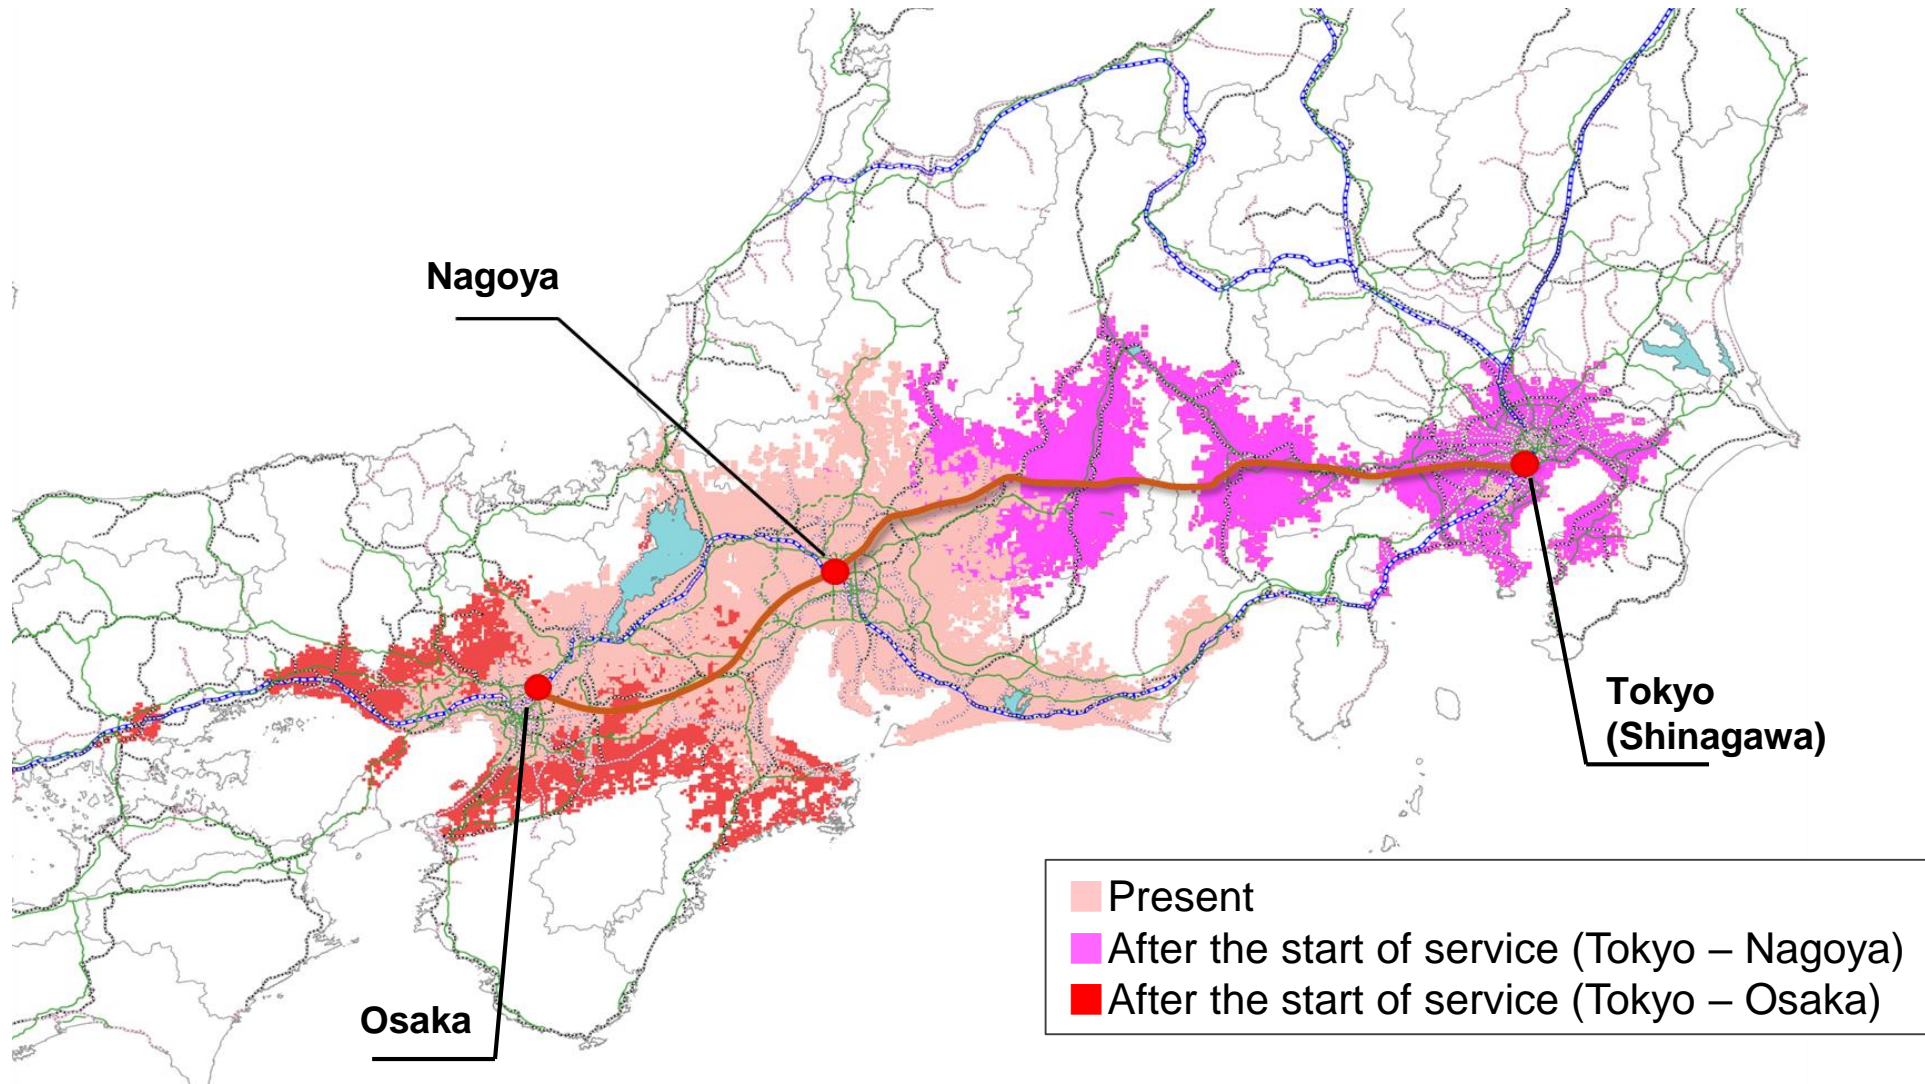 Nagoya
Tokyo
(Shinagawa)
Osaka
Present
After the start of service (Tokyo – Nagoya)
After the start of service (Tokyo – Osaka)